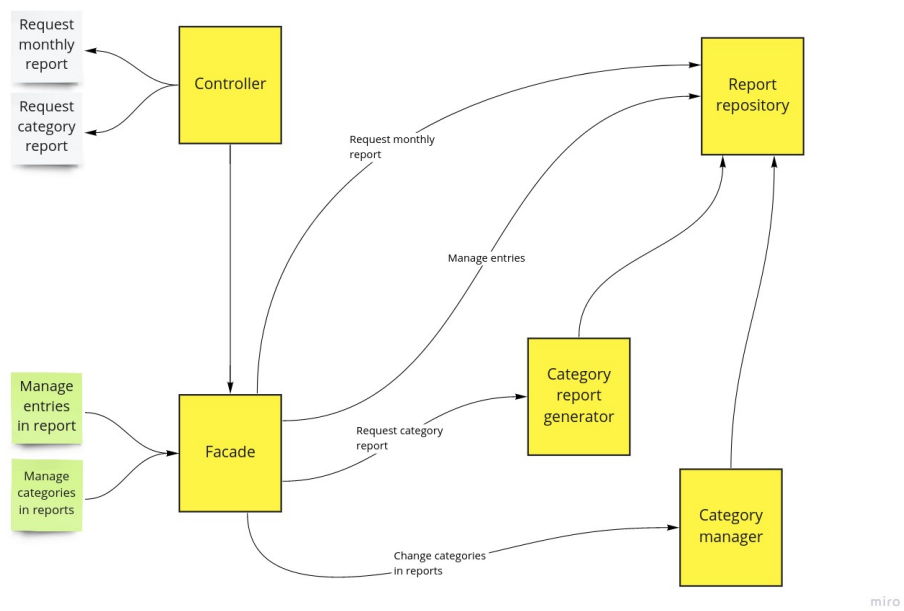 Request
monthly
report
Request
category
report
Controller
Report
repository
Request monthly
report
Manage entries
Manage
entries
in report
Manage
categories
in reports
Facade
Request category
report
Category
report
generator
Category
manager
Change categories
in reports
miro